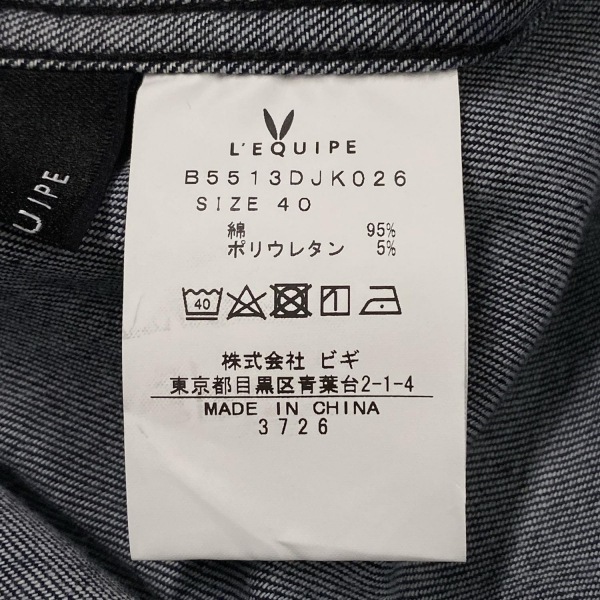 L'EQUIPE
B5513DJK026
SIZE 40
綿 95%
ポリウレタン 5%
40
株式会社 ビギ
東京都目黒区青葉台2-1-4
MADE IN CHINA
3726
UIPE